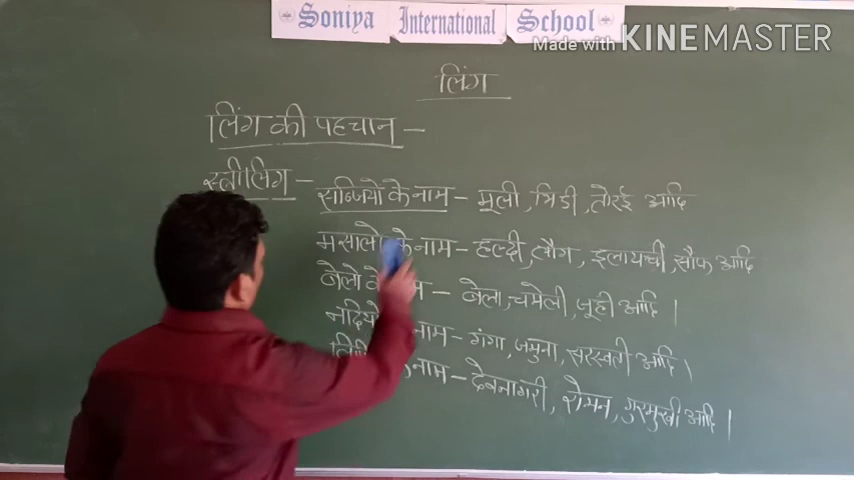 Soniya International School
Made with KINEMASTER
लिंग
लिंग की पहचान –
स्त्रीलिंग – सब्जियो के नाम – मूली, भिडी, तोरई आदि
मसालो के नाम – हल्दी, लौग, इलायची, सौफ आदि
बेलो के – बेला, चमेली, जूही आदि ।
नदियो नाम – गंगा, जमुना, सरस्वती आदि ।
नाम – देवनागरी, रोमन, गुरमुखी आदि ।